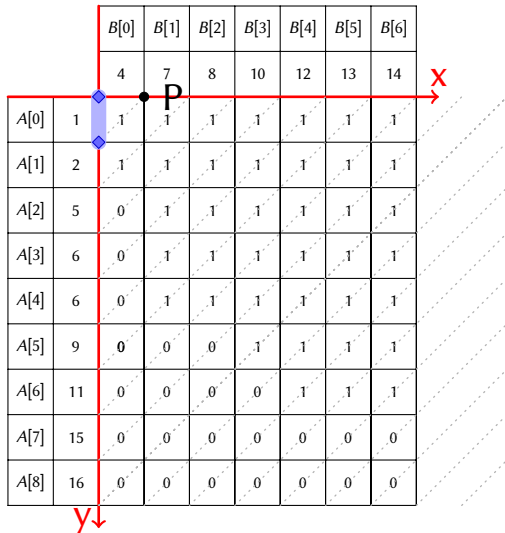 B[0] B[1] B[2] B[3] B[4] B[5] B[6]
4 7 8 10 12 13 14
x
P
A[0] 1 1 1 1 1 1 1 1
A[1] 2 1 1 1 1 1 1 1
A[2] 5 0 1 1 1 1 1 1
A[3] 6 0 1 1 1 1 1 1
A[4] 6 0 1 1 1 1 1 1
A[5] 9 0 0 0 1 1 1 1
A[6] 11 0 0 0 0 1 1 1
A[7] 15 0 0 0 0 0 0 0
A[8] 16 0 0 0 0 0 0 0
y